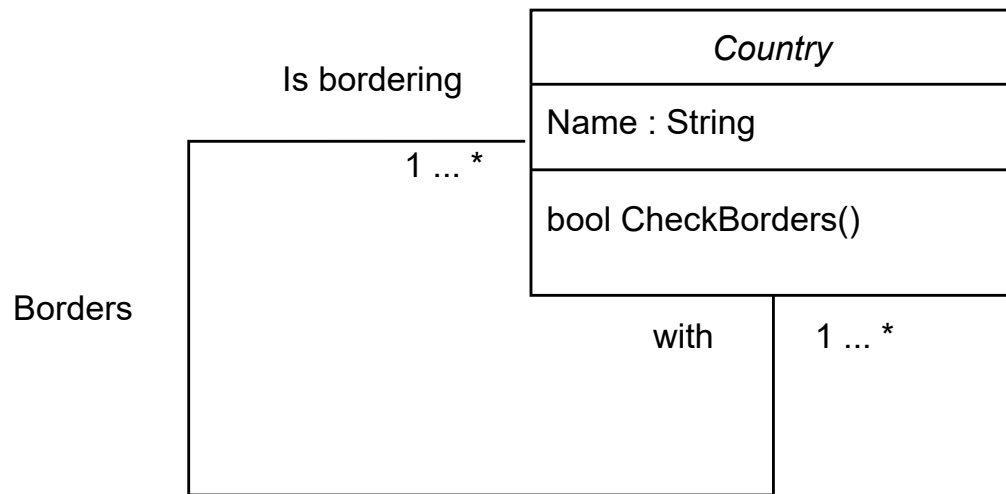 Country
Is bordering
Name : String
1 ... *
bool CheckBorders()
Borders
with
1 ... *